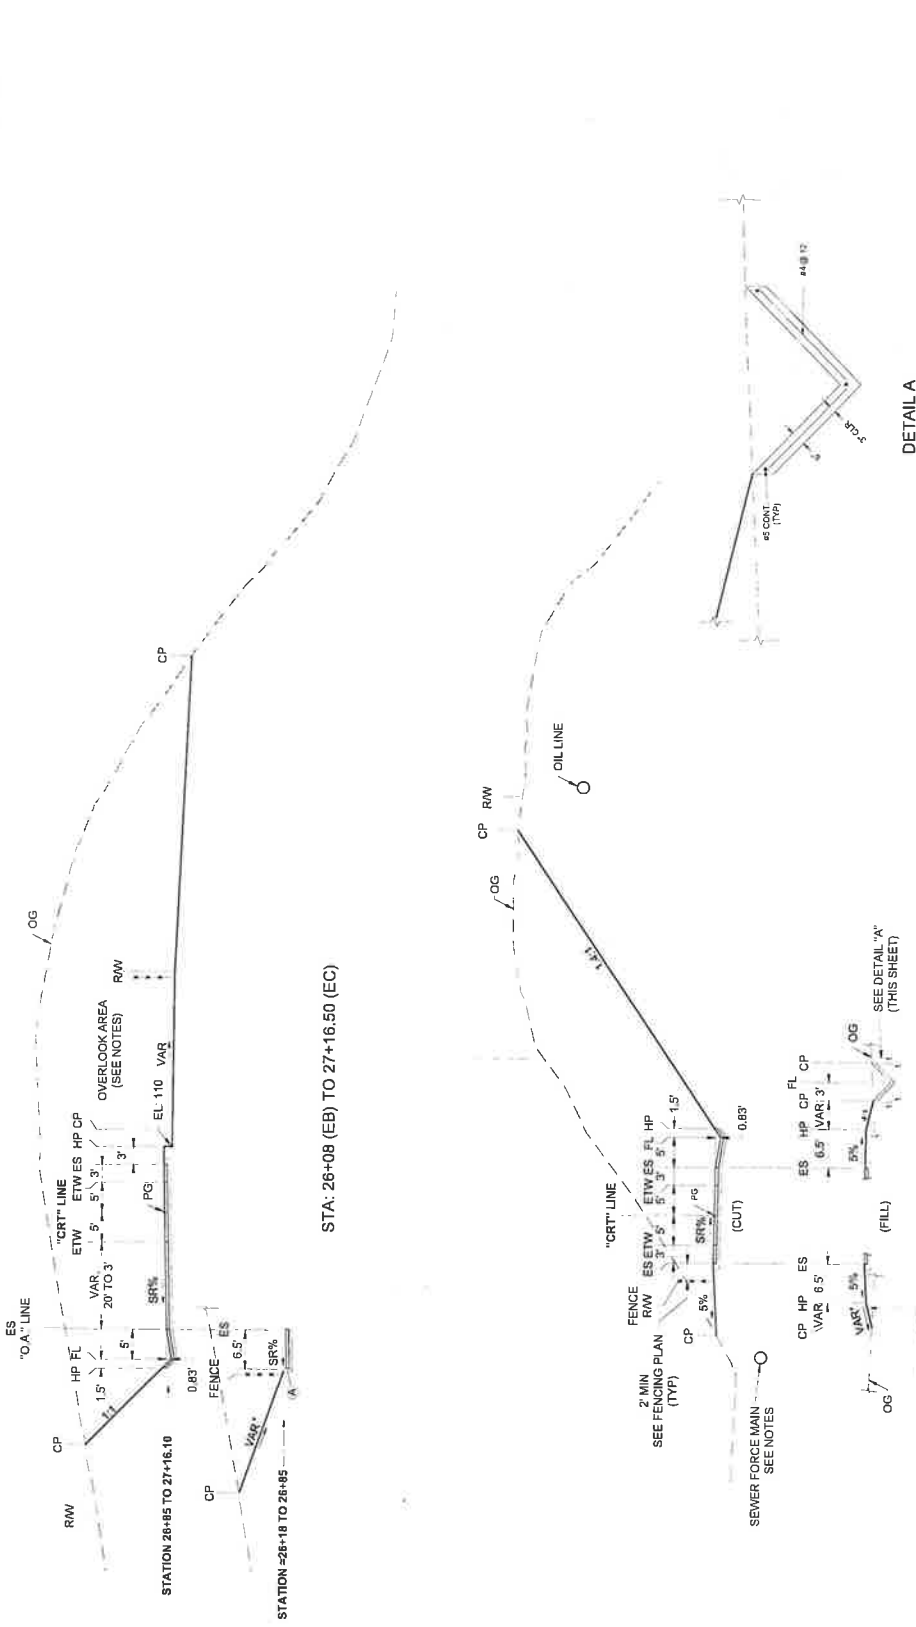 ES
"O.A." LINE
"CRT" LINE
ETW
ETW ES
HP CP
OVERLOOK AREA
(SEE NOTES)
R/W
OG
CP
R/W
CP
HP FL
1.5'
5'
VAR.
20' TO 3'
5'
5'
3'
3'
1:1
SR%
PG
EL 110
VAR
0.83'
STATION 26+85 TO 27+16.10
FENCE
ES
6.5'
CP
VAR*
SR%
A
STATION =26+18 TO 26+85
STA: 26+08 (EB) TO 27+16.50 (EC)
CP
R/W
OG
OIL LINE
1.4:1
"CRT" LINE
FENCE
R/W
ES ETW
ETW ES
FL HP
3'
5'
5'
3'
5'
1.5'
2' MIN
SEE FENCING PLAN
(TYP)
CP
5%
SR%
PG
0.83'
(CUT)
SEWER FORCE MAIN
SEE NOTES
CP HP
ES
VAR
6.5'
VAR*
5%
OG
(FILL)
ES
HP
CP
FL
CP
6.5'
VAR
3'
5%
OG
SEE DETAIL "A"
(THIS SHEET)
#5 CONT.
(TYP)
3" CLR
#4@12
DETAIL A